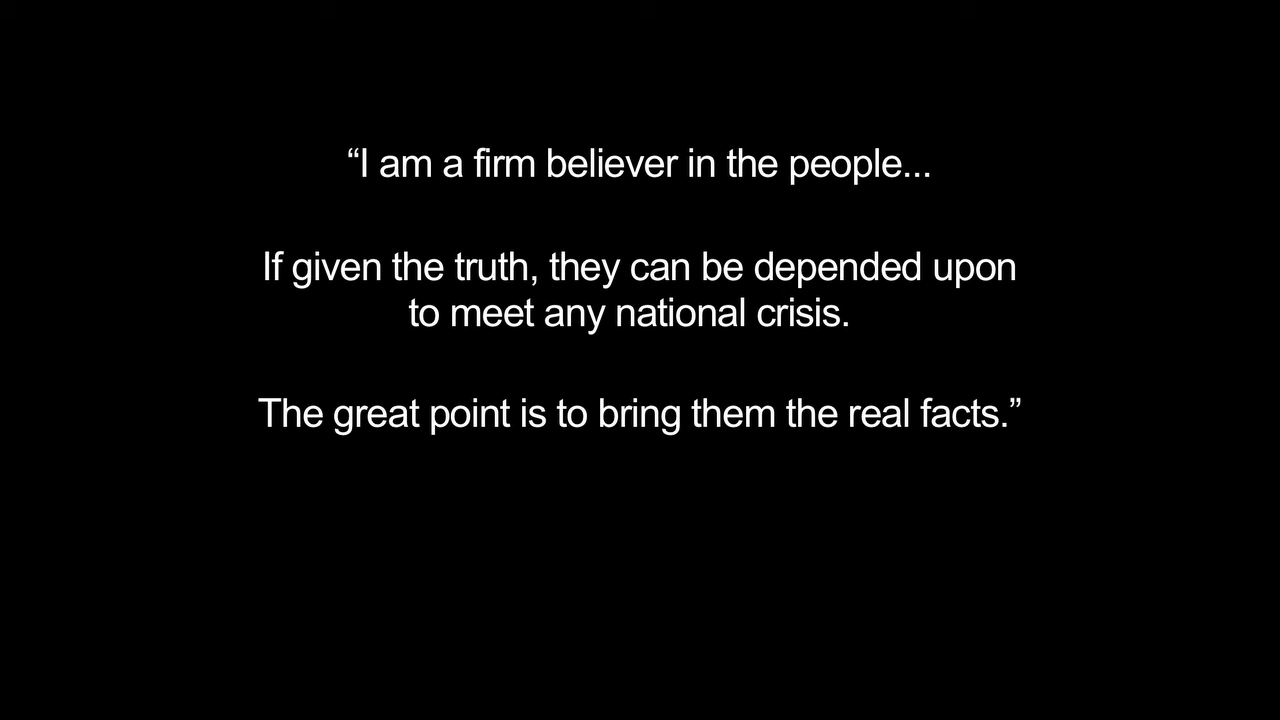 “I am a firm believer in the people...
If given the truth, they can be depended upon
to meet any national crisis.
The great point is to bring them the real facts.”